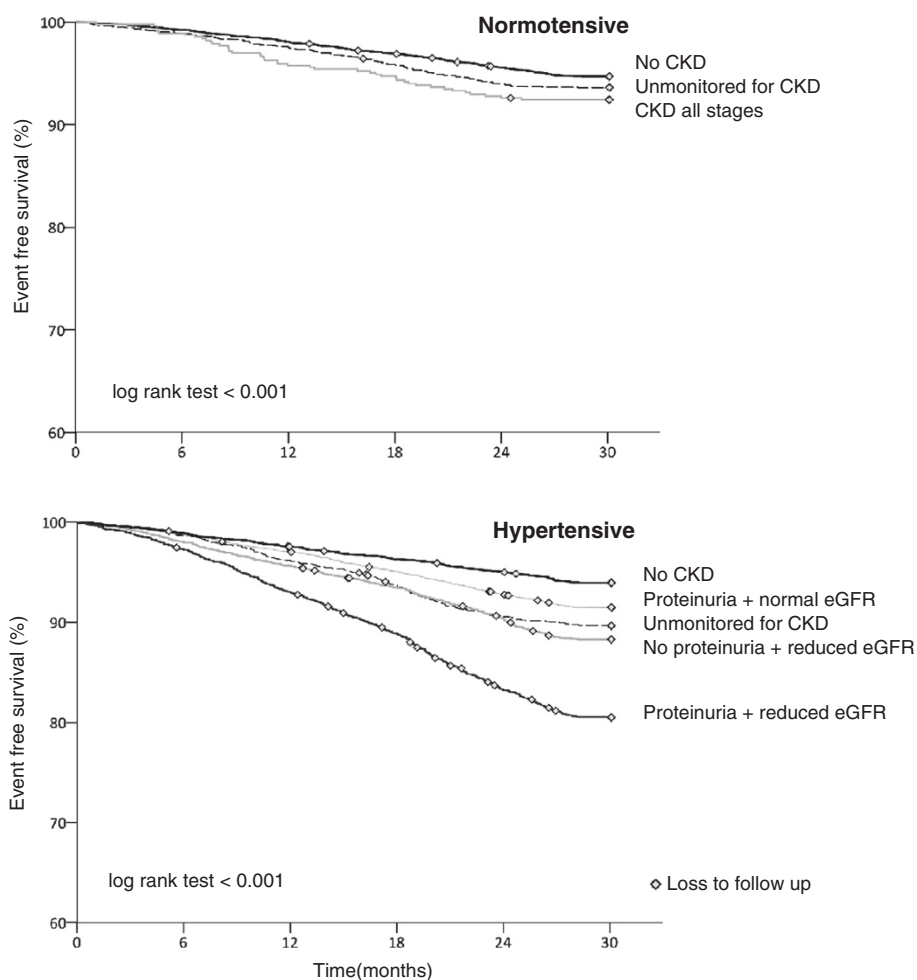 Normotensive
100
90
80
70
60
Event free survival (%)
No CKD
Unmonitored for CKD
CKD all stages
log rank test < 0.001
0 6 12 18 24 30
Hypertensive
100
90
80
70
60
Event free survival (%)
No CKD
Proteinuria + normal eGFR
Unmonitored for CKD
No proteinuria + reduced eGFR
Proteinuria + reduced eGFR
log rank test < 0.001
Loss to follow up
0 6 12 18 24 30
Time(months)